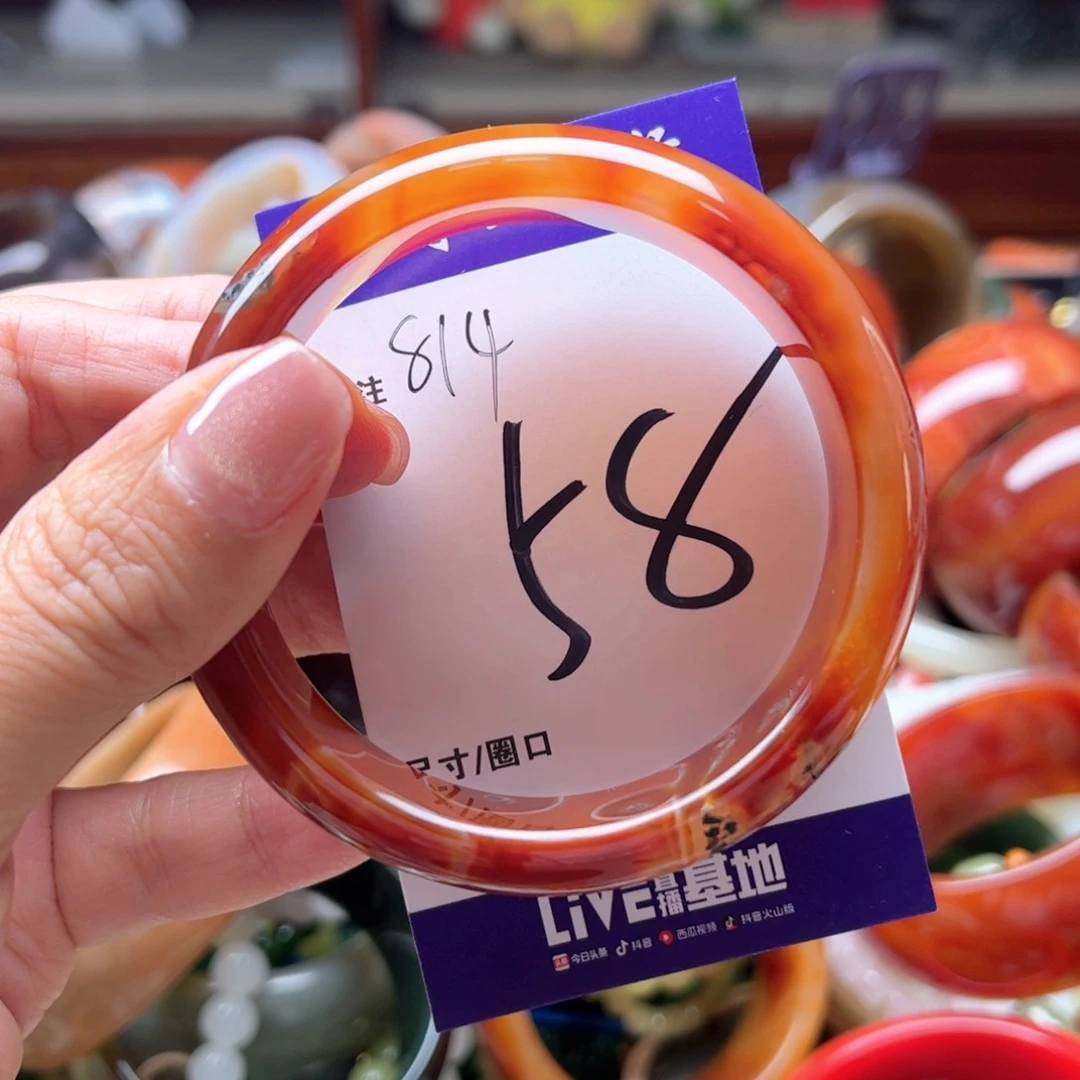 注 814
58
尺寸/圈口
LiVE直播基地
今日头条 抖音 西瓜视频 抖音火山版